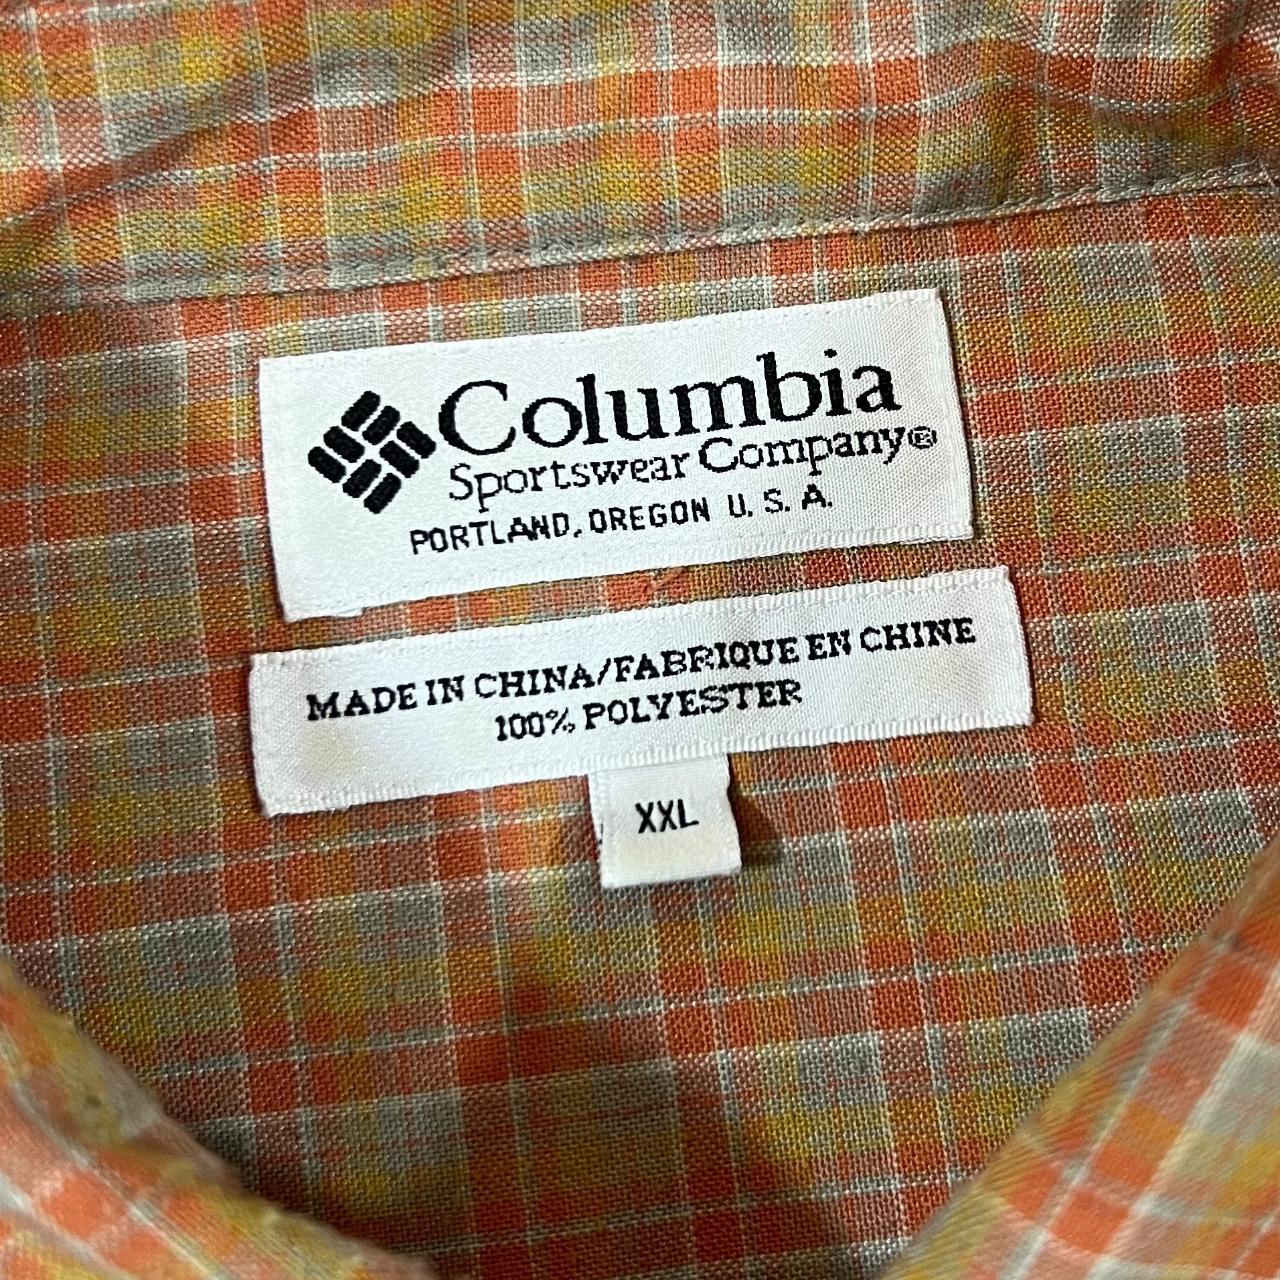 Columbia
Sportswear Company®
PORTLAND, OREGON U. S. A.
MADE IN CHINA/FABRIQUE EN CHINE
100% POLYESTER
XXL